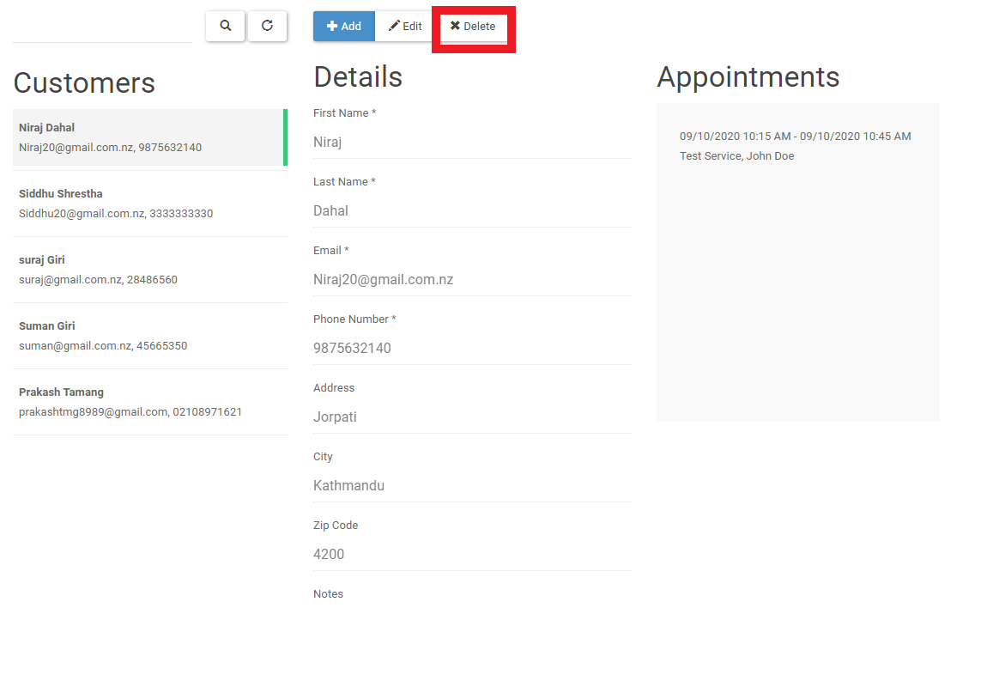 Add Edit Delete
Customers
Niraj Dahal
Niraj20@gmail.com.nz, 9875632140
Siddhu Shrestha
Siddhu20@gmail.com.nz, 3333333330
suraj Giri
suraj@gmail.com.nz, 28486560
Suman Giri
suman@gmail.com.nz, 45665350
Prakash Tamang
prakashtmg8989@gmail.com, 02108971621
Details
First Name *
Niraj
Last Name *
Dahal
Email *
Niraj20@gmail.com.nz
Phone Number *
9875632140
Address
Jorpati
City
Kathmandu
Zip Code
4200
Notes
Appointments
09/10/2020 10:15 AM - 09/10/2020 10:45 AM
Test Service, John Doe